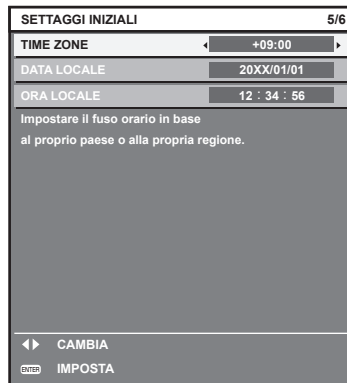 SETTAGGI INIZIALI 5/6
TIME ZONE +09:00
DATA LOCALE 20XX/01/01
ORA LOCALE 12 : 34 : 56
Impostare il fuso orario in base
al proprio paese o alla propria regione.
CAMBIA
ENTER IMPOSTA